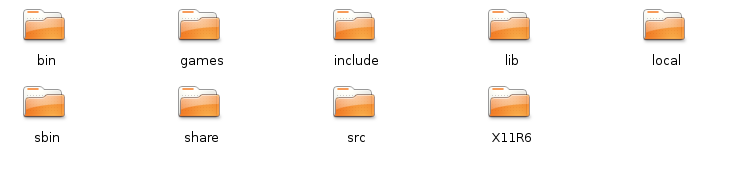 bin games include lib local
sbin share src X11R6